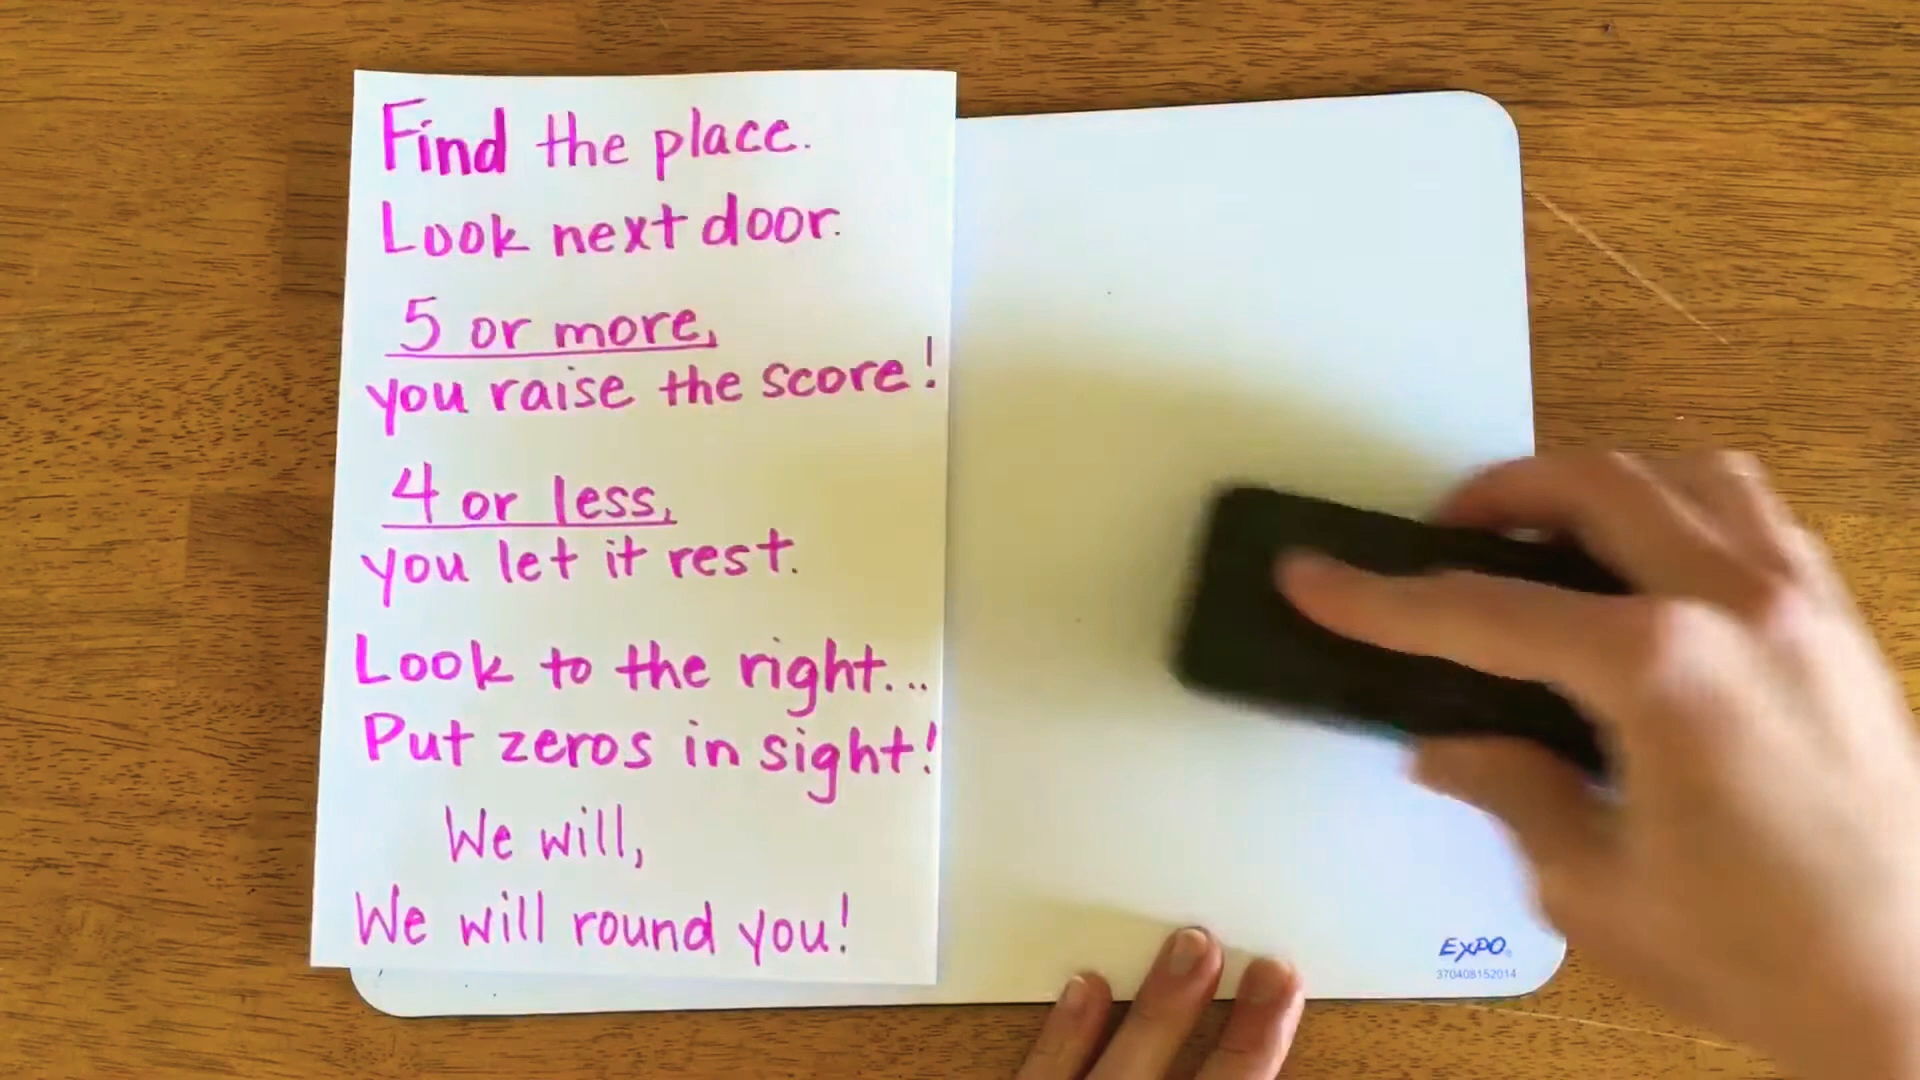 Find the place.
Look next door.
5 or more,
you raise the score!
4 or less,
you let it rest.
Look to the right...
Put zeros in sight!
We will,
We will round you!
EXPO
370408152014